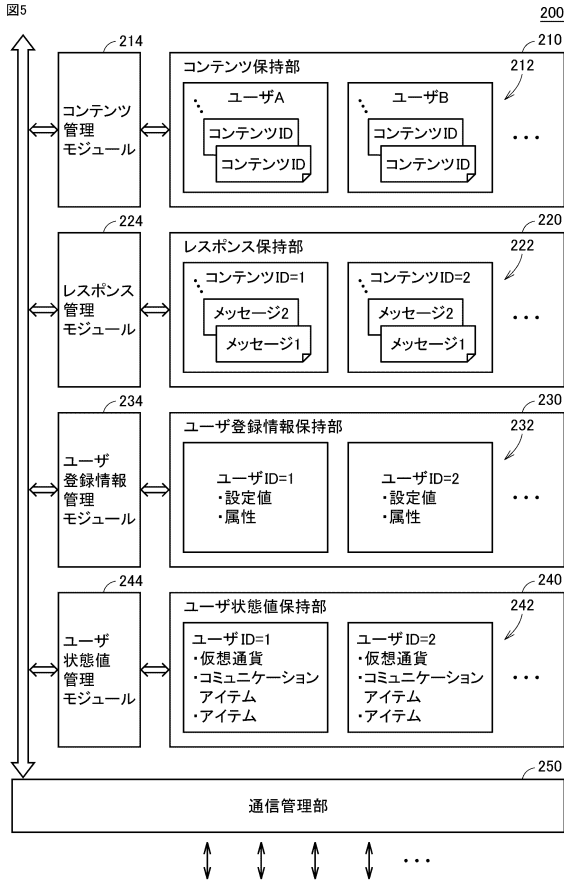 図5
200
214
コンテンツ
管理
モジュール
210
コンテンツ保持部
212
ユーザA
コンテンツID
コンテンツID
ユーザB
コンテンツID
コンテンツID
224
レスポンス
管理
モジュール
220
レスポンス保持部
222
コンテンツID=1
メッセージ2
メッセージ1
コンテンツID=2
メッセージ2
メッセージ1
234
ユーザ
登録情報
管理
モジュール
230
ユーザ登録情報保持部
232
ユーザID=1
・設定値
・属性
ユーザID=2
・設定値
・属性
244
ユーザ
状態値
管理
モジュール
240
ユーザ状態値保持部
242
ユーザID=1
・仮想通貨
・コミュニケーション
アイテム
・アイテム
ユーザID=2
・仮想通貨
・コミュニケーション
アイテム
・アイテム
250
通信管理部